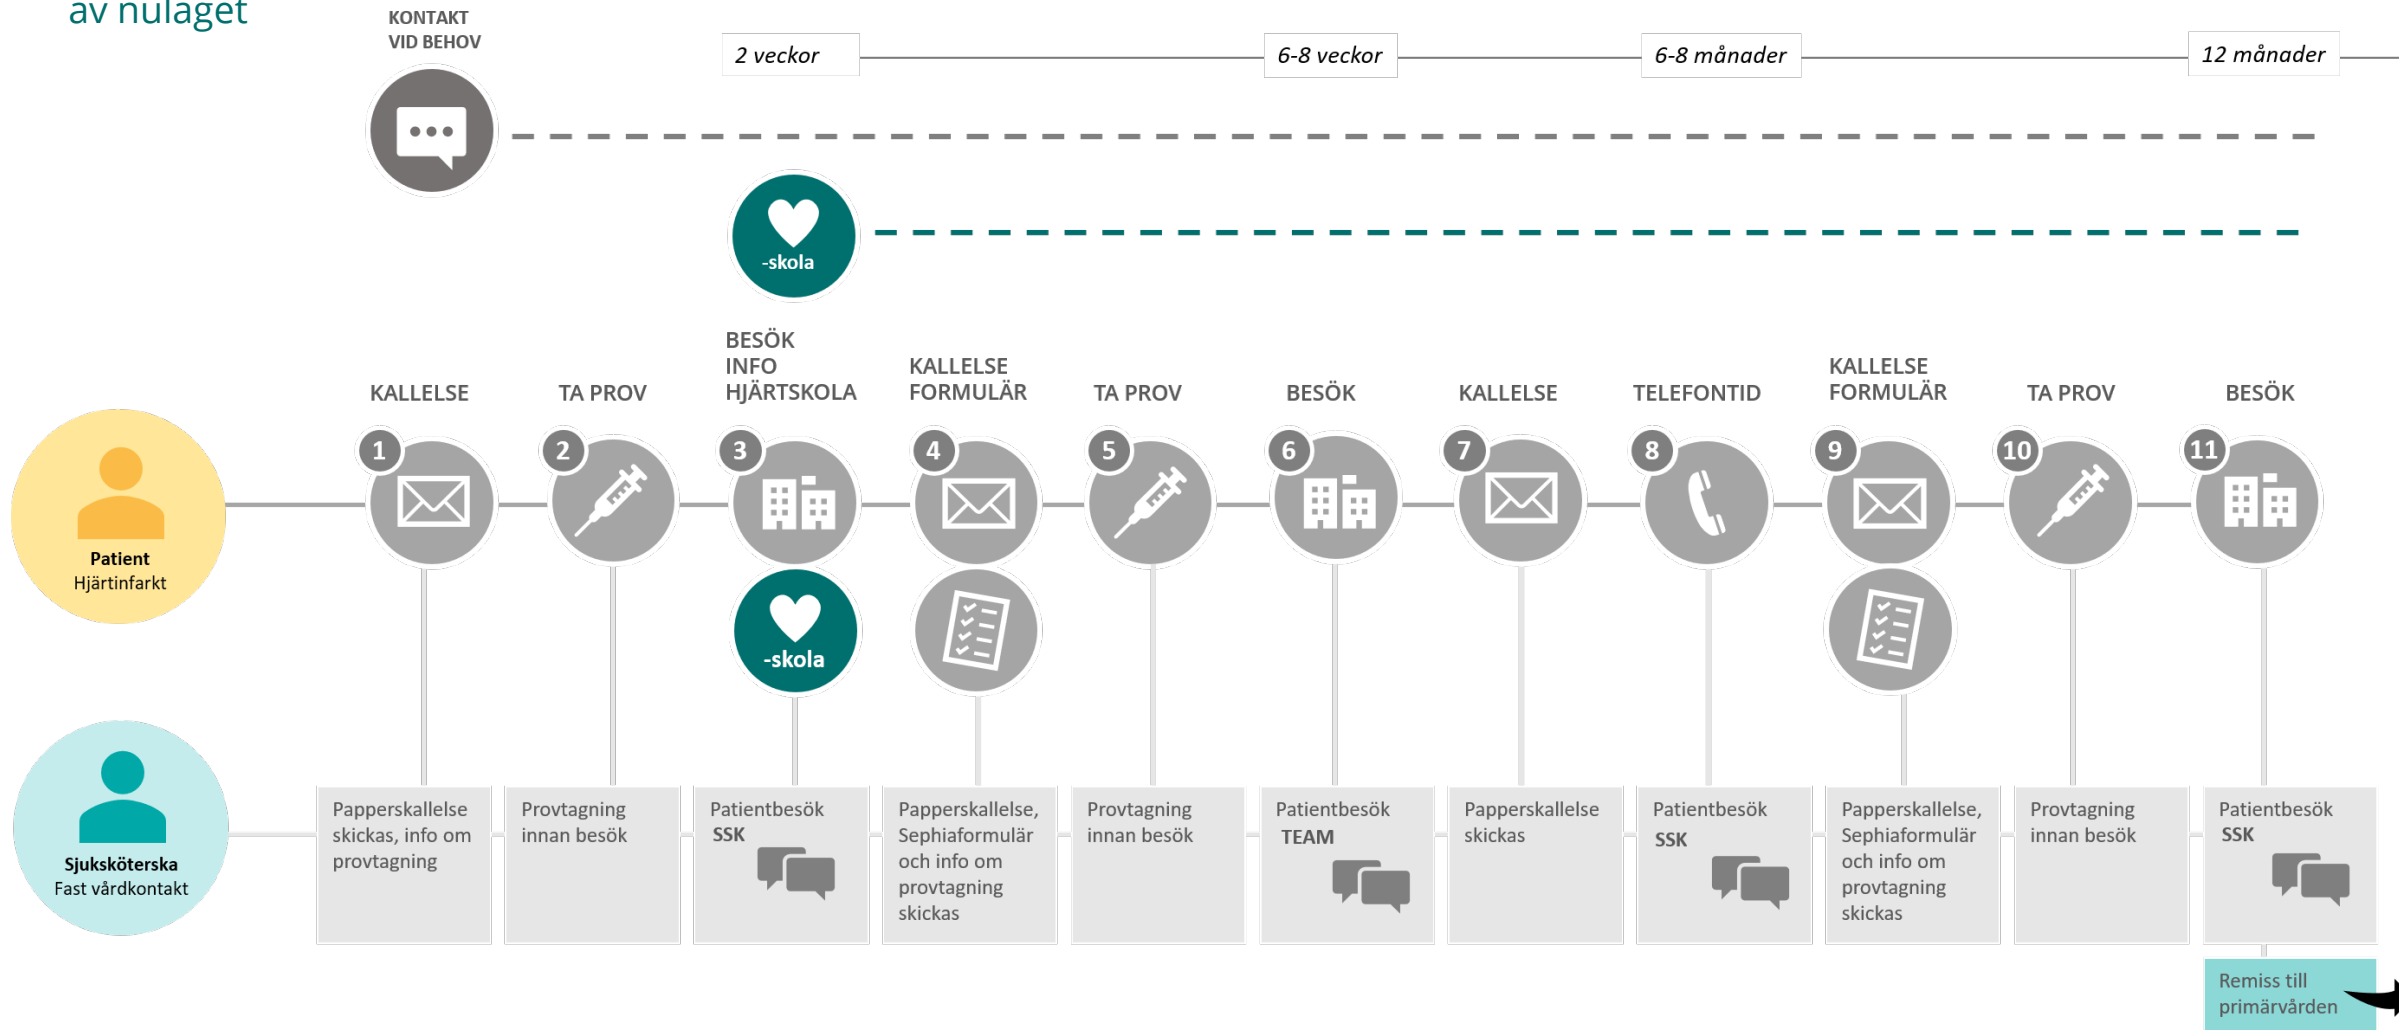 av nuläget
KONTAKT
VID BEHOV
2 veckor
6-8 veckor
6-8 månader
12 månader
-skola
KALLELSE
TA PROV
BESÖK
INFO
HJÄRTSKOLA
KALLELSE
FORMULÄR
TA PROV
BESÖK
KALLELSE
TELEFONTID
KALLELSE
FORMULÄR
TA PROV
BESÖK
1
2
3
4
5
6
7
8
9
10
11
Patient
Hjärtinfarkt
-skola
Sjuksköterska
Fast vårdkontakt
Papperskallelse
skickas, info om
provtagning
Provtagning
innan besök
Patientbesök
SSK
Papperskallelse,
Sephiaformulär
och info om
provtagning
skickas
Provtagning
innan besök
Patientbesök
TEAM
Papperskallelse
skickas
Patientbesök
SSK
Papperskallelse,
Sephiaformulär
och info om
provtagning
skickas
Provtagning
innan besök
Patientbesök
SSK
Remiss till
primärvården